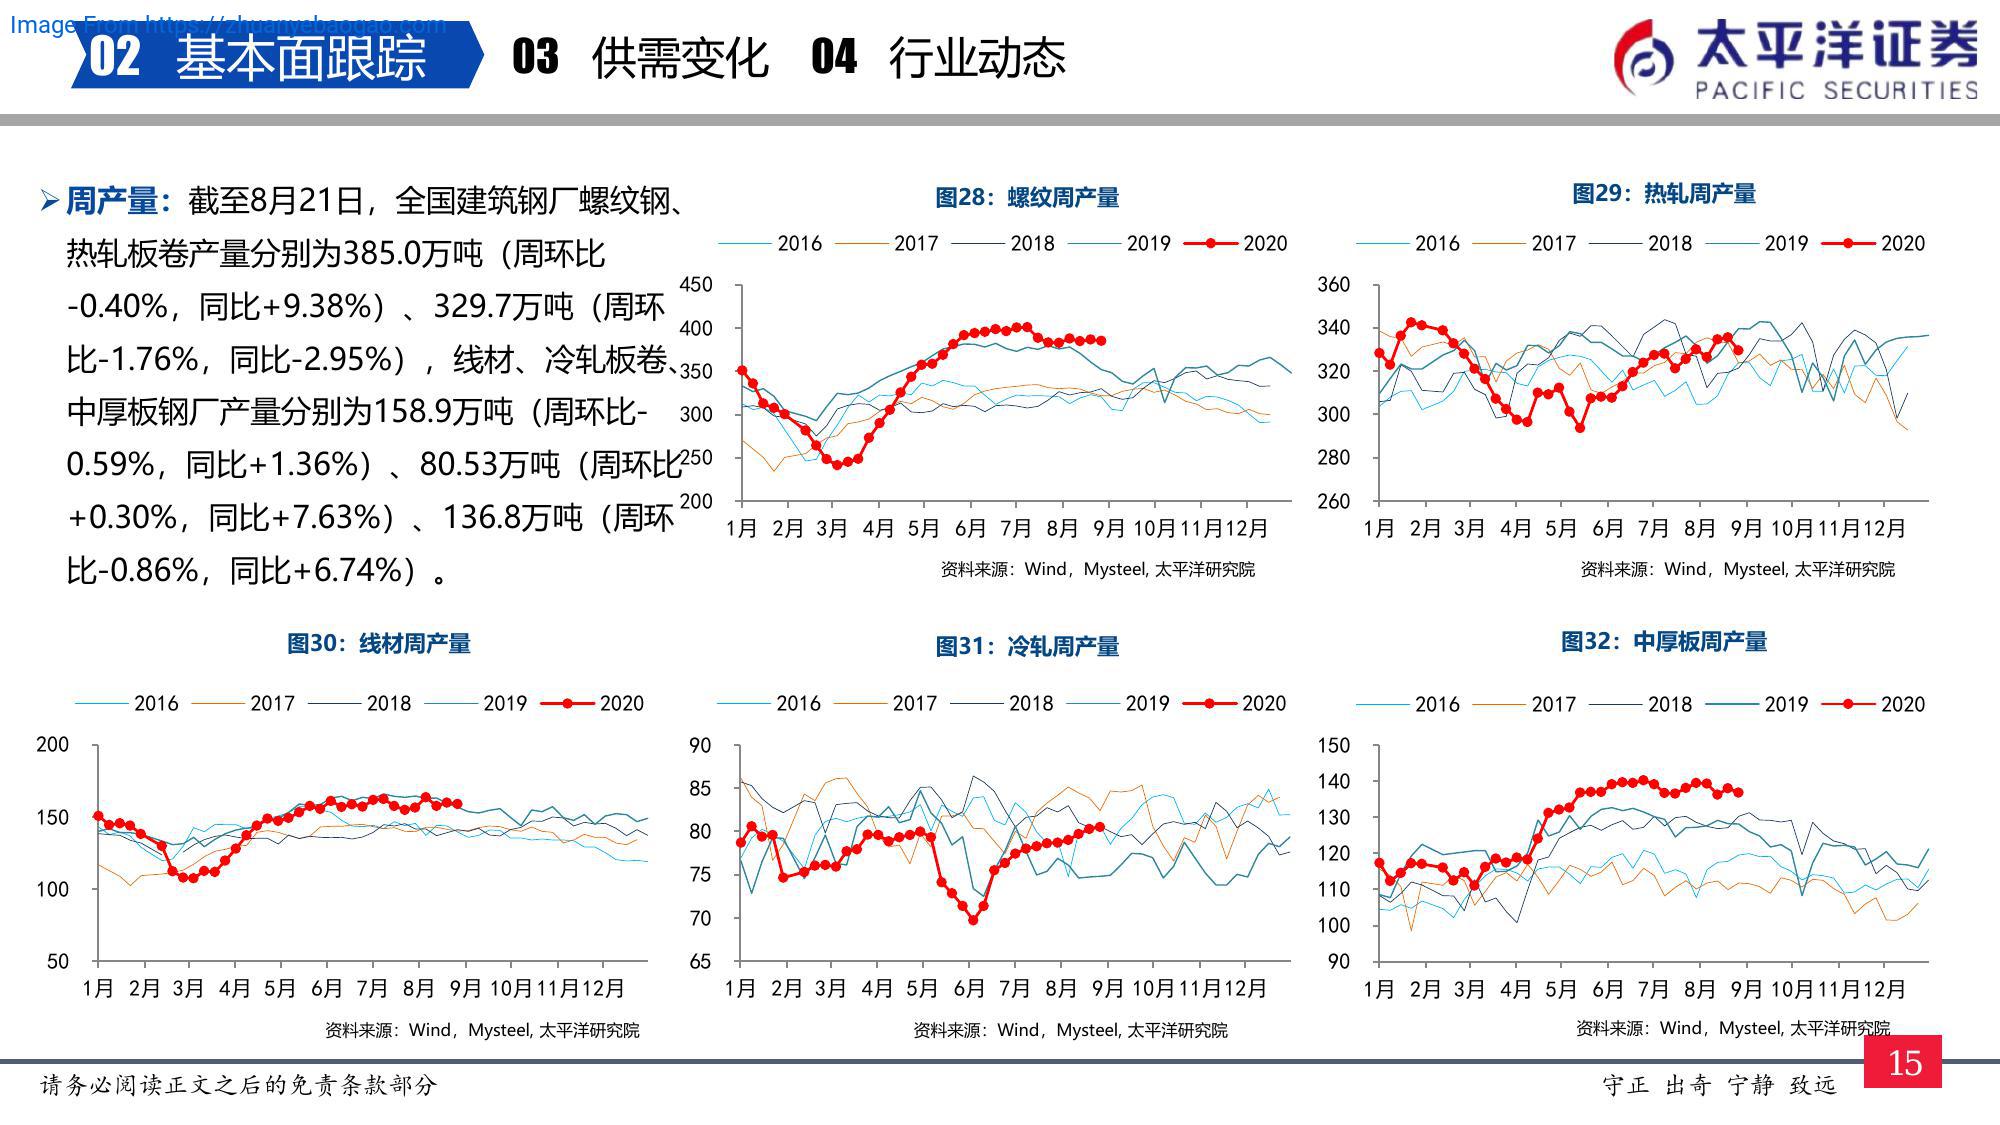 Image From https://zhuanyebaogao.com
02 基本面跟踪 03 供需变化 04 行业动态
太平洋证券
PACIFIC SECURITIES
➢周产量：截至8月21日，全国建筑钢厂螺纹钢、
热轧板卷产量分别为385.0万吨（周环比
-0.40%，同比+9.38%）、329.7万吨（周环
比-1.76%，同比-2.95%），线材、冷轧板卷、
中厚板钢厂产量分别为158.9万吨（周环比-
0.59%，同比+1.36%）、80.53万吨（周环比
+0.30%，同比+7.63%）、136.8万吨（周环
比-0.86%，同比+6.74%）。
图28：螺纹周产量
2016 2017 2018 2019 2020
450
400
350
300
250
200
1月 2月 3月 4月 5月 6月 7月 8月 9月 10月 11月 12月
资料来源：Wind，Mysteel, 太平洋研究院
图29：热轧周产量
2016 2017 2018 2019 2020
360
340
320
300
280
260
1月 2月 3月 4月 5月 6月 7月 8月 9月 10月 11月 12月
资料来源：Wind，Mysteel, 太平洋研究院
图30：线材周产量
2016 2017 2018 2019 2020
200
150
100
50
1月 2月 3月 4月 5月 6月 7月 8月 9月 10月 11月 12月
资料来源：Wind，Mysteel, 太平洋研究院
图31：冷轧周产量
2016 2017 2018 2019 2020
90
85
80
75
70
65
1月 2月 3月 4月 5月 6月 7月 8月 9月 10月 11月 12月
资料来源：Wind，Mysteel, 太平洋研究院
图32：中厚板周产量
2016 2017 2018 2019 2020
150
140
130
120
110
100
90
1月 2月 3月 4月 5月 6月 7月 8月 9月 10月 11月 12月
资料来源：Wind，Mysteel, 太平洋研究院
请务必阅读正文之后的免责条款部分
守正 出奇 宁静 致远
15